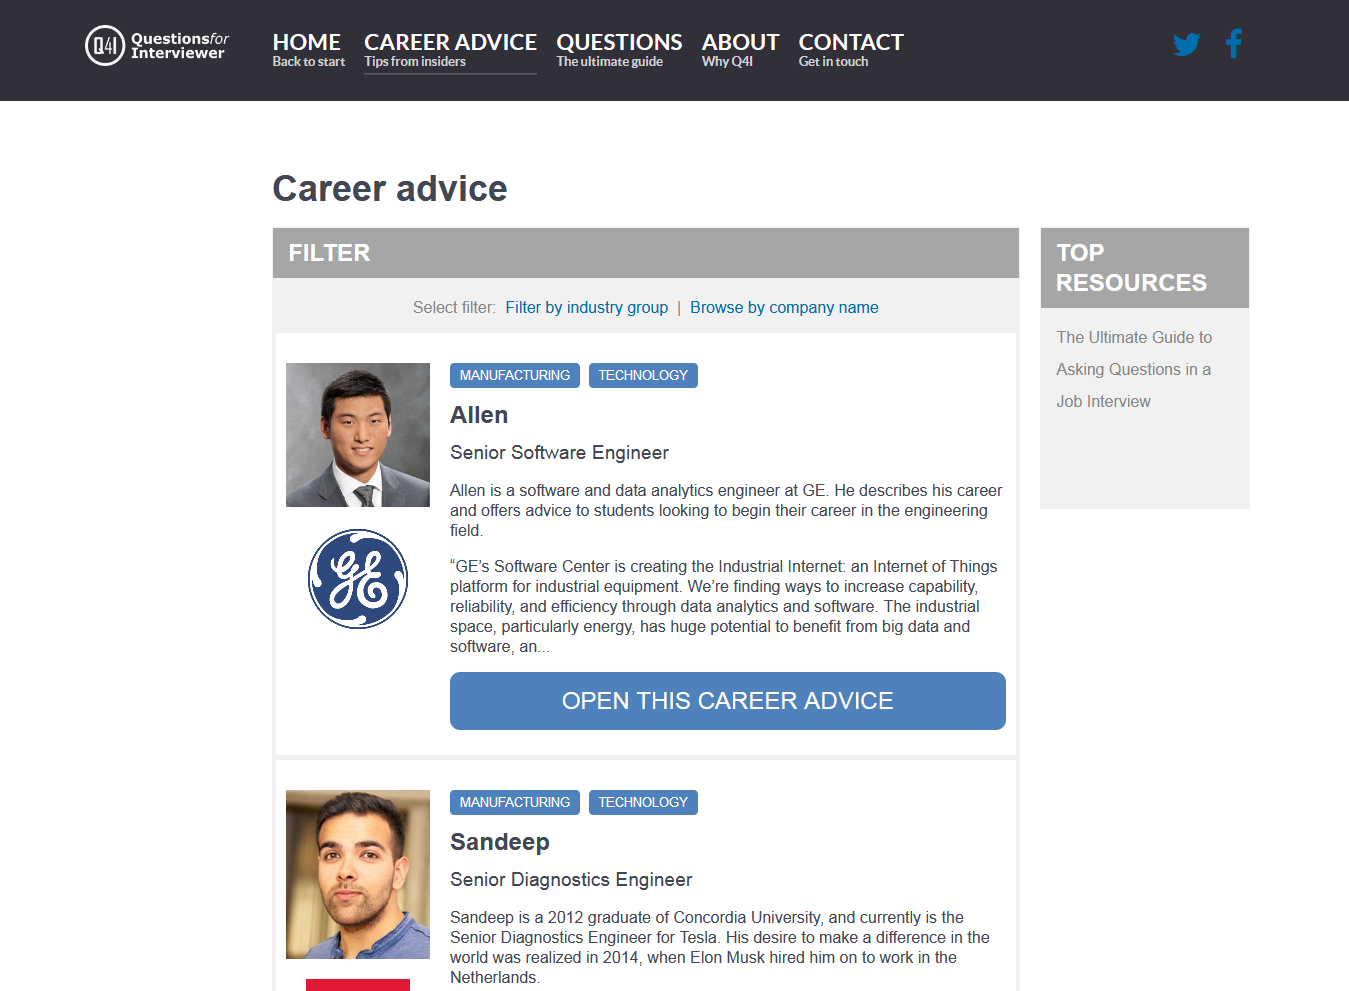 Q4I Questionsfor
Interviewer
HOME CAREER ADVICE QUESTIONS ABOUT CONTACT
Back to start Tips from insiders The ultimate guide Why Q4I Get in touch
Career advice
FILTER
Select filter: Filter by industry group | Browse by company name
MANUFACTURING TECHNOLOGY
Allen
Senior Software Engineer
Allen is a software and data analytics engineer at GE. He describes his career
and offers advice to students looking to begin their career in the engineering
field.
“GE’s Software Center is creating the Industrial Internet: an Internet of Things
platform for industrial equipment. We’re finding ways to increase capability,
reliability, and efficiency through data analytics and software. The industrial
space, particularly energy, has huge potential to benefit from big data and
software, an...
GE
OPEN THIS CAREER ADVICE
MANUFACTURING TECHNOLOGY
Sandeep
Senior Diagnostics Engineer
Sandeep is a 2012 graduate of Concordia University, and currently is the
Senior Diagnostics Engineer for Tesla. His desire to make a difference in the
world was realized in 2014, when Elon Musk hired him on to work in the
Netherlands.
TOP
RESOURCES
The Ultimate Guide to
Asking Questions in a
Job Interview